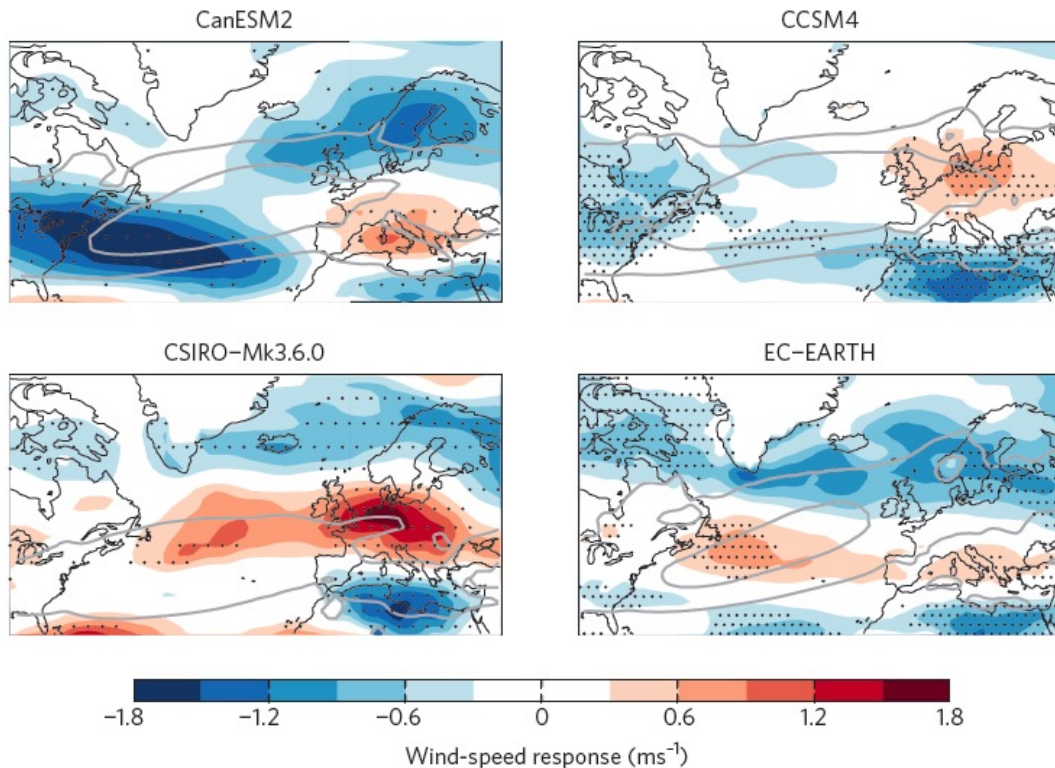 CanESM2
CCSM4
CSIRO–Mk3.6.0
EC–EARTH
−1.8
−1.2
−0.6
0
0.6
1.2
1.8
Wind-speed response (ms⁻¹)